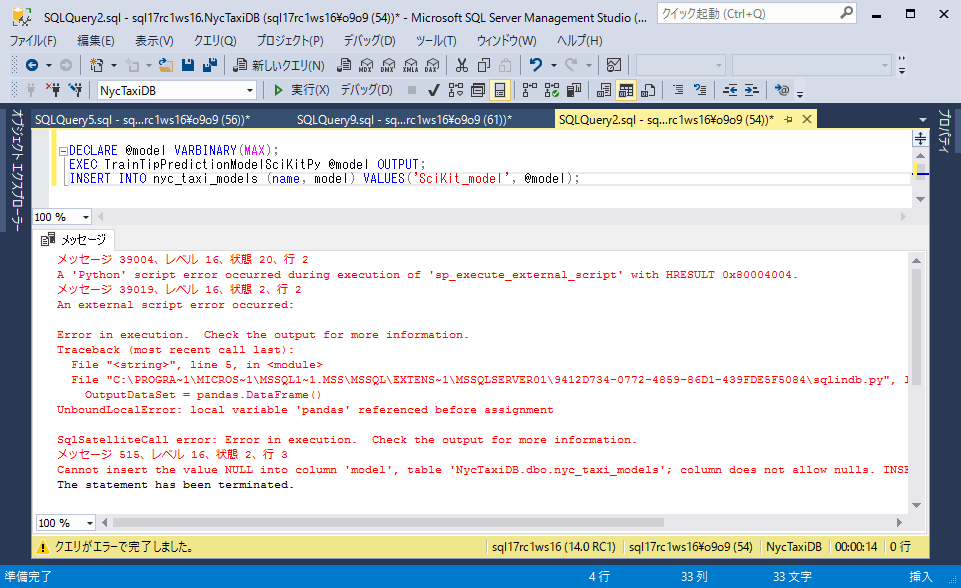 SQLQuery2.sql - sql17rc1ws16.NycTaxiDB (sql17rc1ws16¥o9o9 (54))* - Microsoft SQL Server Management Studio (...
クイック起動 (Ctrl+Q)
ファイル(F) 編集(E) 表示(V) クエリ(Q) プロジェクト(P) デバッグ(D) ツール(T) ウィンドウ(W) ヘルプ(H)
新しいクエリ(N) MDX DMX XMLA DAX
NycTaxiDB 実行(X) デバッグ(D)
オブジェクト エクスプローラー
SQLQuery5.sql - sq...rc1ws16¥o9o9 (56))* SQLQuery9.sql - sq...rc1ws16¥o9o9 (61))* SQLQuery2.sql - sq...rc1ws16¥o9o9 (54))*
プロパティ
DECLARE @model VARBINARY(MAX);
EXEC TrainTipPredictionModelSciKitPy @model OUTPUT;
INSERT INTO nyc_taxi_models (name, model) VALUES('SciKit_model', @model);
100 %
メッセージ
メッセージ 39004、レベル 16、状態 20、行 2
A 'Python' script error occurred during execution of 'sp_execute_external_script' with HRESULT 0x80004004.
メッセージ 39019、レベル 16、状態 2、行 2
An external script error occurred:
Error in execution.  Check the output for more information.
Traceback (most recent call last):
File "<string>", line 5, in <module>
File "C:\PROGRA~1\MICROS~1\MSSQL1~1.MSS\MSSQL\EXTENS~1\MSSQLSERVER01\9412D734-0772-4859-86D1-439FDE5F5084\sqlindb.py",
OutputDataSet = pandas.DataFrame()
UnboundLocalError: local variable 'pandas' referenced before assignment
SqlSatelliteCall error: Error in execution.  Check the output for more information.
メッセージ 515、レベル 16、状態 2、行 3
Cannot insert the value NULL into column 'model', table 'NycTaxiDB.dbo.nyc_taxi_models'; column does not allow nulls. INSE
The statement has been terminated.
100 %
クエリがエラーで完了しました。 sql17rc1ws16 (14.0 RC1) sql17rc1ws16¥o9o9 (54) NycTaxiDB 00:00:14 0 行
準備完了 4 行 33 列 33 文字 挿入